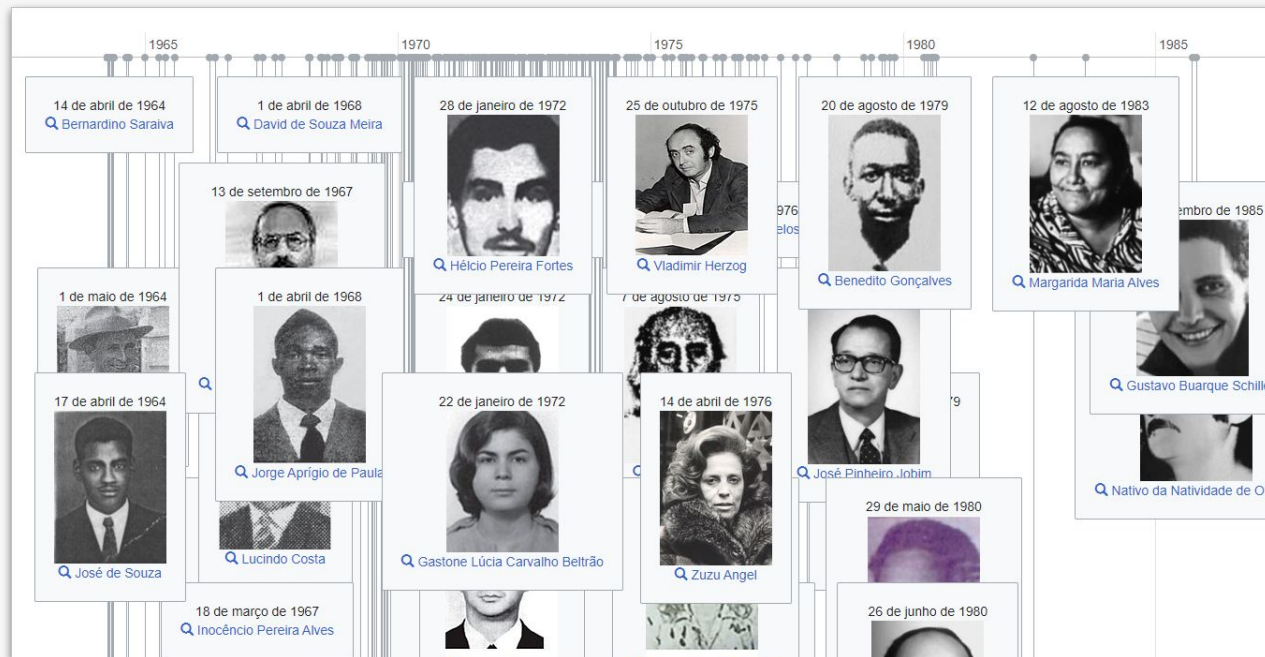 1965
1970
1975
1980
1985
14 de abril de 1964
Bernardino Saraiva
1 de abril de 1968
David de Souza Meira
28 de janeiro de 1972
Hélcio Pereira Fortes
25 de outubro de 1975
Vladimir Herzog
20 de agosto de 1979
Benedito Gonçalves
12 de agosto de 1983
Margarida Maria Alves
13 de setembro de 1967
de 1985
Gustavo Buarque
1 de maio de 1964
1 de abril de 1968
Jorge Aprígio de Paula
24 de janeiro de 1972
7 de agosto de 1975
José Pinheiro Jobim
17 de abril de 1964
José de Souza
Lucindo Costa
22 de janeiro de 1972
Gastone Lúcia Carvalho Beltrão
14 de abril de 1976
Zuzu Angel
Nativo da Natividade de
29 de maio de 1980
18 de março de 1967
Inocêncio Pereira Alves
26 de junho de 1980